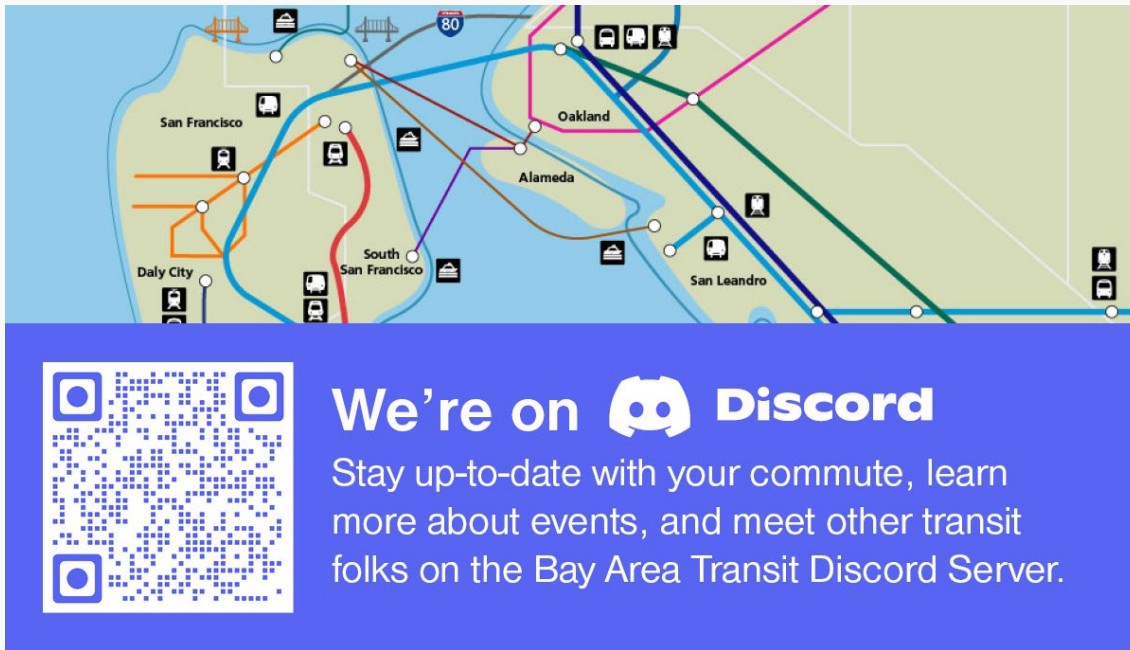 80
San Francisco
Oakland
Alameda
South
San Francisco
Daly City
San Leandro
We’re on Discord
Stay up-to-date with your commute, learn
more about events, and meet other transit
folks on the Bay Area Transit Discord Server.